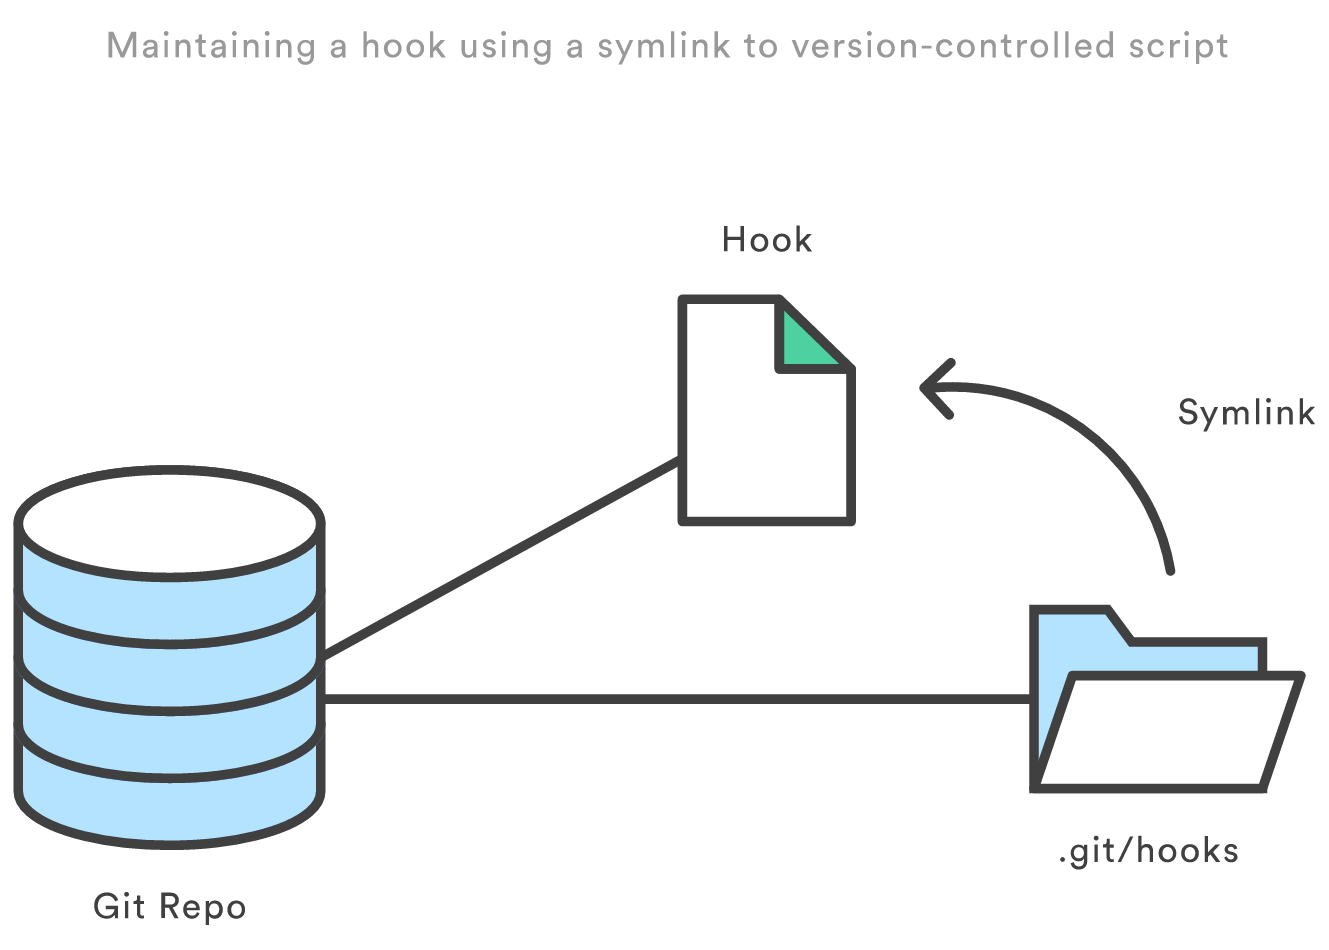 Maintaining a hook using a symlink to version-controlled script
Hook
Symlink
.git/hooks
Git Repo